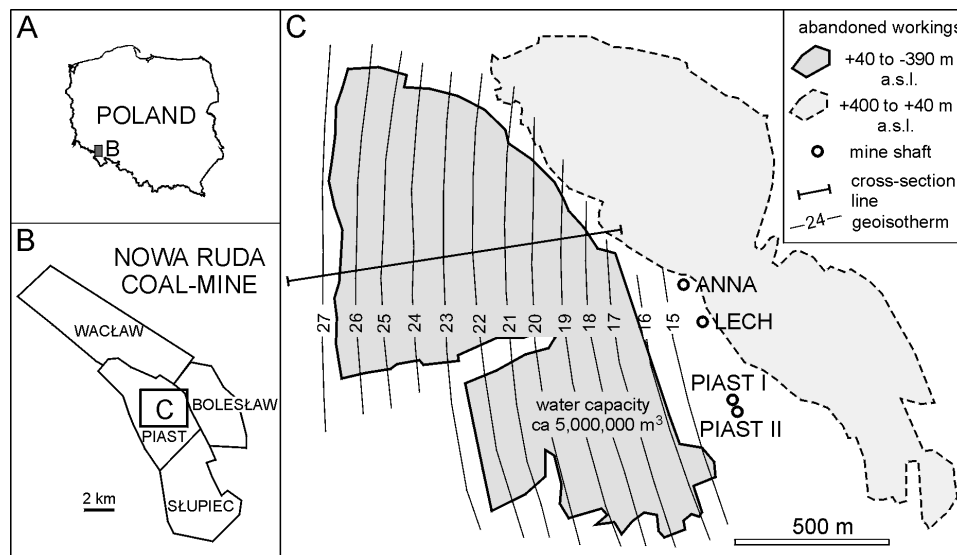 A
POLAND
B
B
NOWA RUDA
COAL-MINE
WACŁAW
C
BOLESŁAW
PIAST
SŁUPIEC
2 km
C
27
26
25
24
23
22
21
20
19
18
17
16
15
ANNA
LECH
PIAST I
PIAST II
water capacity
ca 5,000,000 m³
500 m
abandoned workings
+40 to -390 m
a.s.l.
+400 to +40 m
a.s.l.
mine shaft
cross-section
line
24
geoisotherm